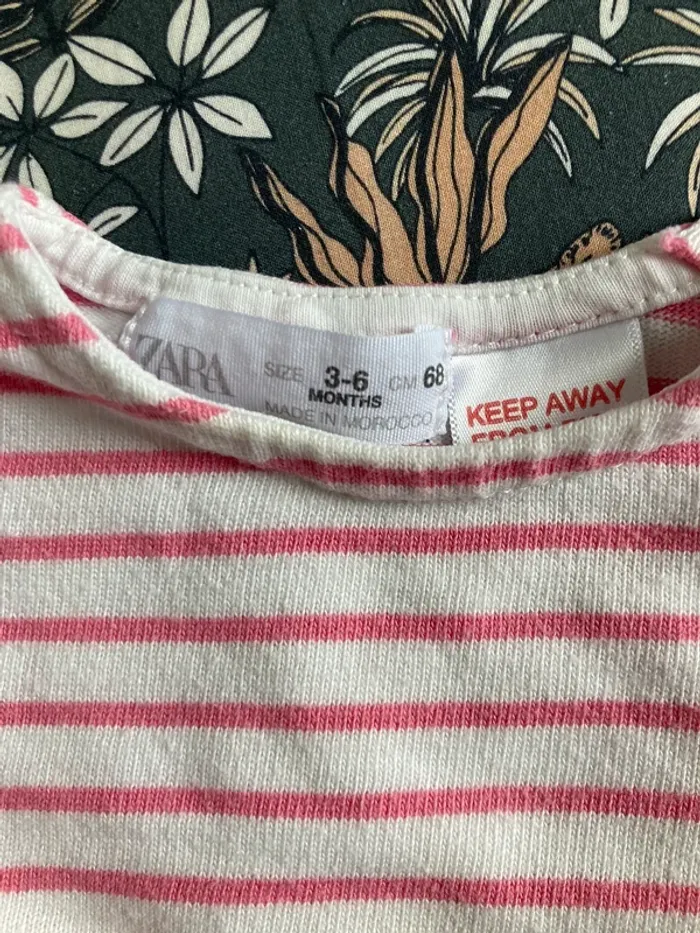 ZARA
SIZE 3-6 CM 68
MONTHS
MADE IN MOROCCO
KEEP AWAY